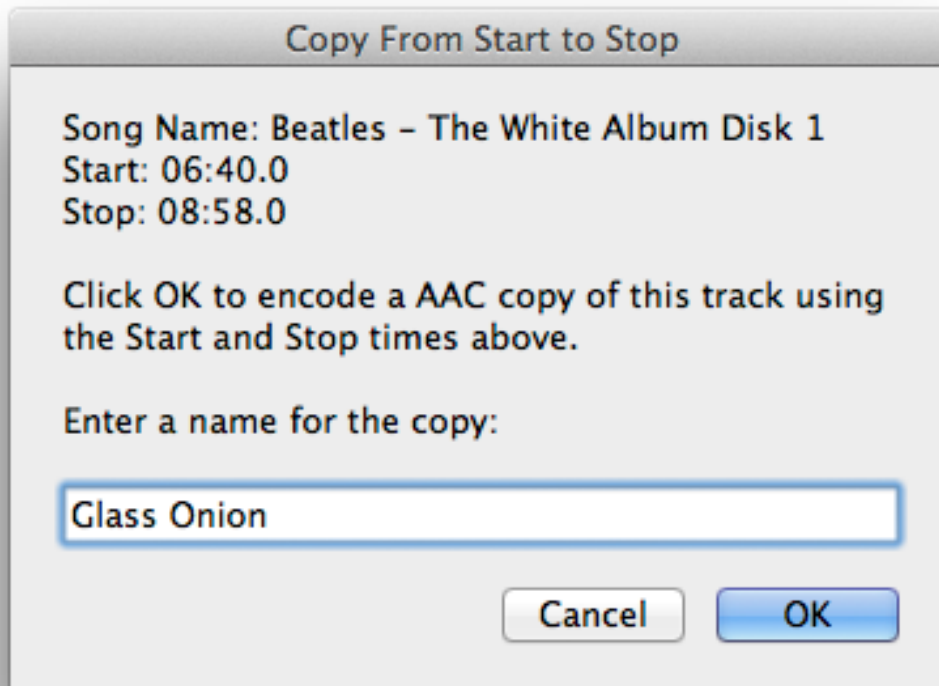 Copy From Start to Stop
Song Name: Beatles – The White Album Disk 1
Start: 06:40.0
Stop: 08:58.0
Click OK to encode a AAC copy of this track using
the Start and Stop times above.
Enter a name for the copy:
Glass Onion
Cancel
OK